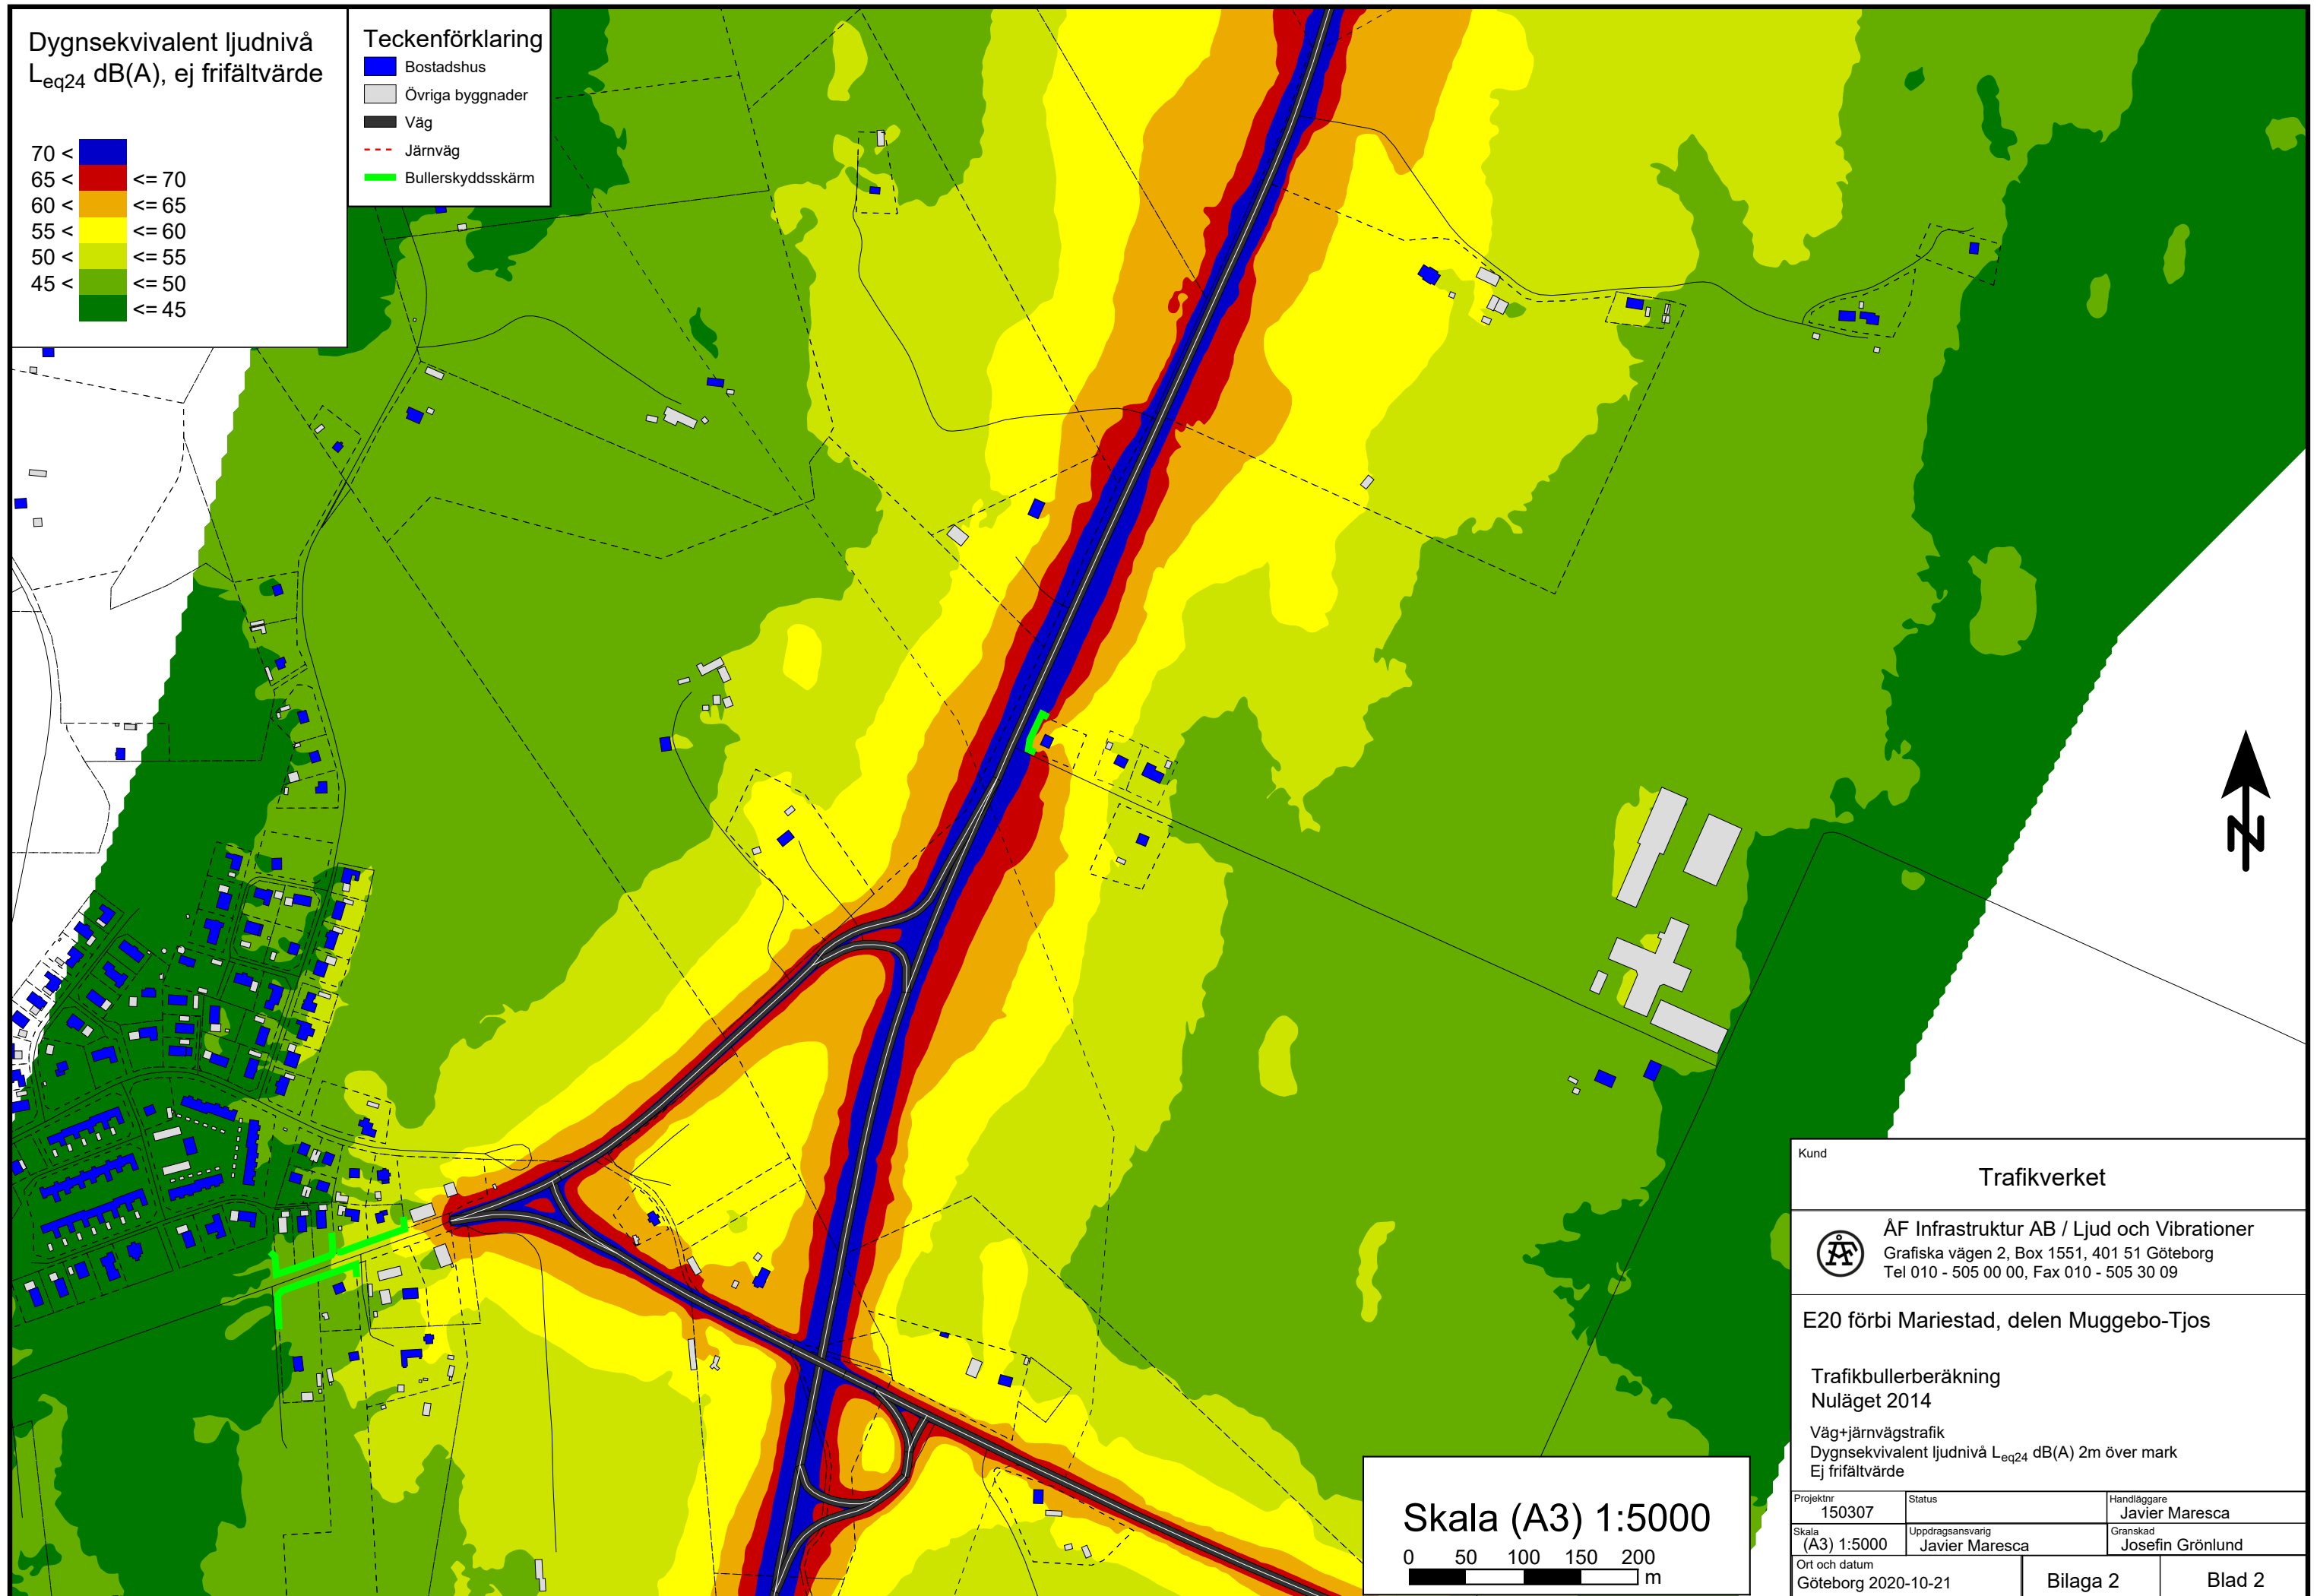 Dygnsekvivalent ljudnivå
Leq24 dB(A), ej frifältvärde
70 <
65 < <= 70
60 < <= 65
55 < <= 60
50 < <= 55
45 < <= 50
<= 45
Teckenförklaring
Bostadshus
Övriga byggnader
Väg
Järnväg
Bullerskyddsskärm
N
Skala (A3) 1:5000
0 50 100 150 200
m
Kund
Trafikverket
ÅF
ÅF Infrastruktur AB / Ljud och Vibrationer
Grafiska vägen 2, Box 1551, 401 51 Göteborg
Tel 010 - 505 00 00, Fax 010 - 505 30 09
E20 förbi Mariestad, delen Muggebo-Tjos
Trafikbullerberäkning
Nuläget 2014
Väg+järnvägstrafik
Dygnsekvivalent ljudnivå Leq24 dB(A) 2m över mark
Ej frifältvärde
Projektnr
150307
Status
Handläggare
Javier Maresca
Skala
(A3) 1:5000
Uppdragsansvarig
Javier Maresca
Granskad
Josefin Grönlund
Ort och datum
Göteborg 2020-10-21
Bilaga 2
Blad 2